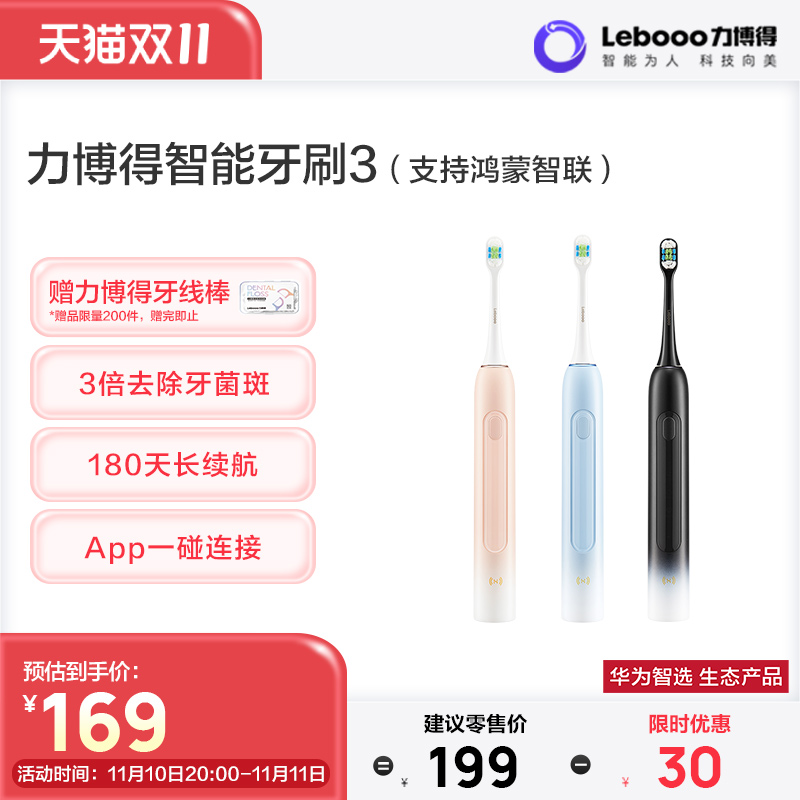 天猫双11
Lebooo力博得
智能为人 科技向美
力博得智能牙刷3（支持鸿蒙智联）
赠力博得牙线棒
*赠品限量200件，赠完即止
DENTAL
FLOSS
3倍去除牙菌斑
180天长续航
App一碰连接
Lebooo
Lebooo
Lebooo
华为智选 生态产品
预估到手价：
¥169
活动时间：11月10日20:00-11月11日
建议零售价
= ¥ 199
限时优惠
- ¥ 30